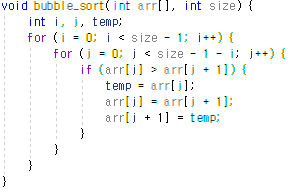 void bubble_sort(int arr[], int size) {
    int i, j, temp;
    for (i = 0; i < size - 1; i++) {
        for (j = 0; j < size - 1 - i; j++) {
            if (arr[j] > arr[j + 1]) {
                temp = arr[j];
                arr[j] = arr[j + 1];
                arr[j + 1] = temp;
            }
        }
    }
}